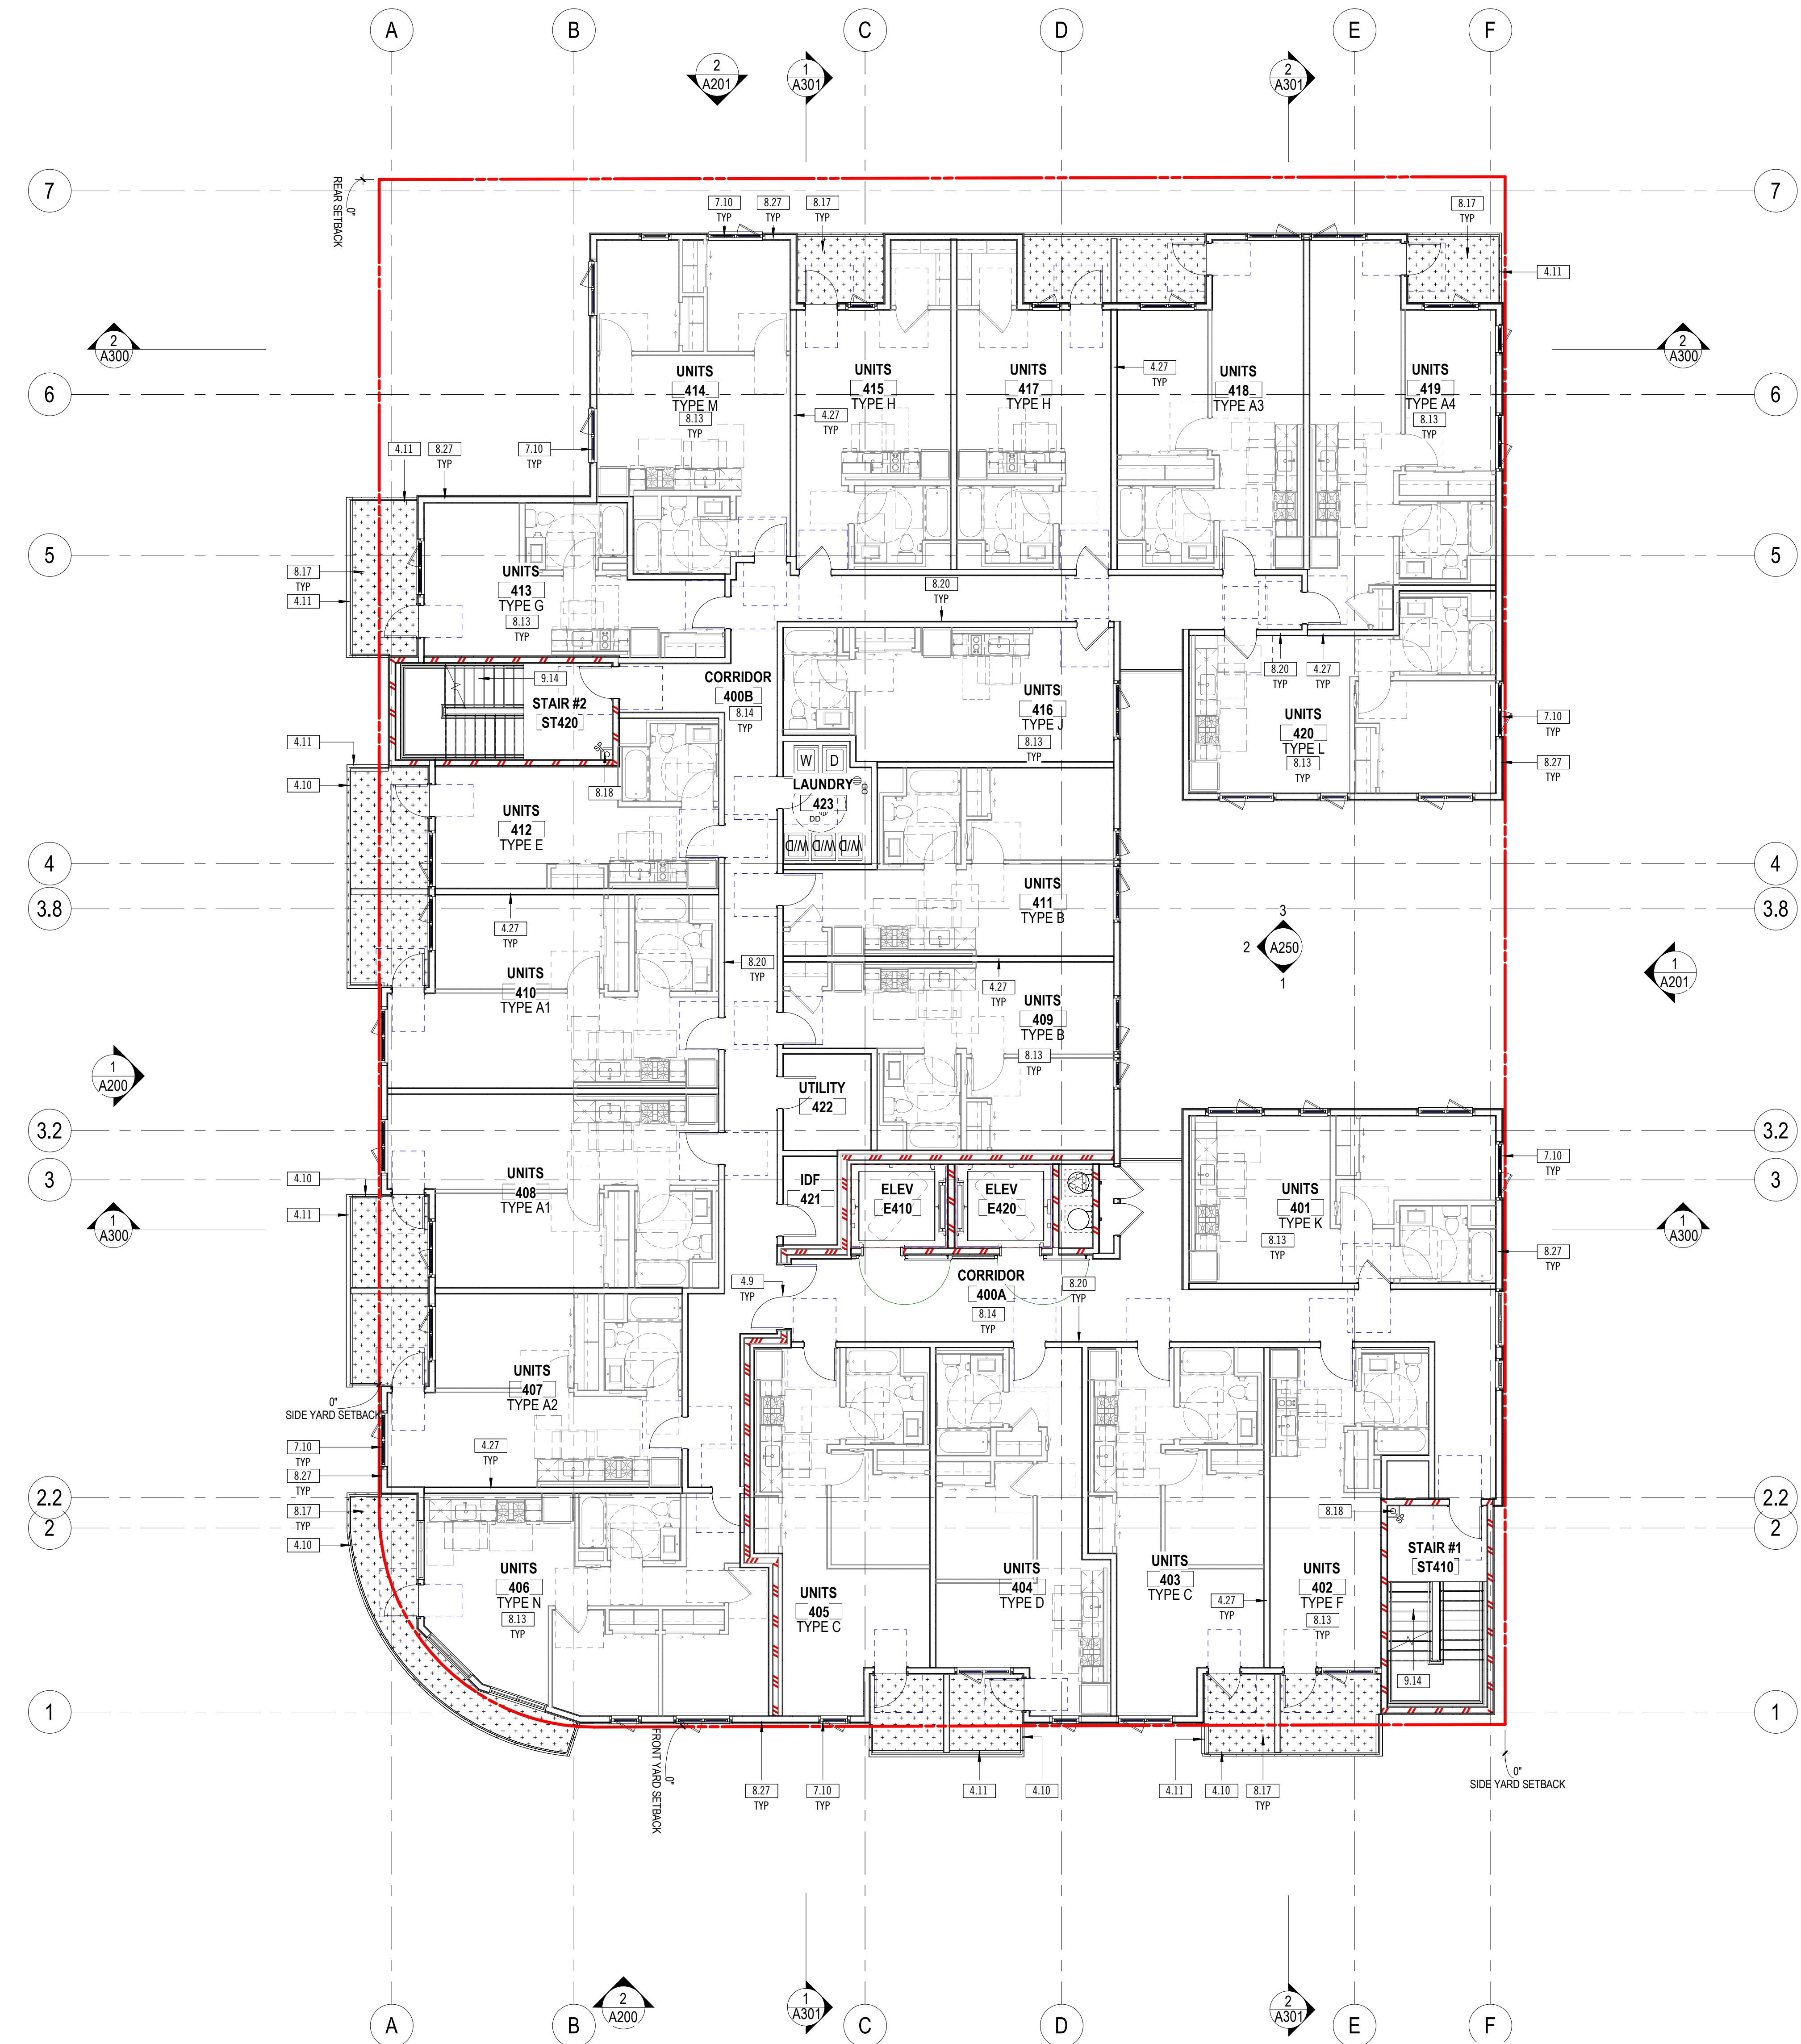 A
B
C
D
E
F
2
A201
1
A301
2
A301
7
REAR SETBACK
0"
7.10
TYP
8.27
TYP
8.17
TYP
8.17
TYP
7
4.11
2
A300
2
A300
6
UNITS
414
TYPE M
8.13
TYP
UNITS
415
TYPE H
UNITS
417
TYPE H
4.27
TYP
UNITS
418
TYPE A3
UNITS
419
TYPE A4
8.13
TYP
6
4.27
TYP
4.11
8.27
TYP
7.10
TYP
5
8.17
TYP
4.11
UNITS
413
TYPE G
8.13
TYP
8.20
TYP
5
9.14
STAIR #2
ST420
CORRIDOR
400B
8.14
TYP
UNITS
416
TYPE J
8.13
TYP
8.20
TYP
4.27
TYP
UNITS
420
TYPE L
8.13
TYP
7.10
TYP
8.27
TYP
4.11
4.10
8.18
W
D
LAUNDRY
423
DD
W/D
W/D
W/D
UNITS
412
TYPE E
4
4
3.8
3.8
4.27
TYP
UNITS
411
TYPE B
8.20
TYP
3
2
A250
1
1
A201
UNITS
410
TYPE A1
4.27
TYP
UNITS
409
TYPE B
8.13
TYP
1
A200
UTILITY
422
3.2
3.2
3
3
4.10
4.11
1
A300
UNITS
408
TYPE A1
IDF
421
ELEV
E410
ELEV
E420
UNITS
401
TYPE K
8.13
TYP
7.10
TYP
8.27
TYP
1
A300
4.9
TYP
CORRIDOR
400A
8.14
TYP
8.20
TYP
UNITS
407
TYPE A2
0"
SIDE YARD SETBACK
7.10
TYP
8.27
TYP
4.27
TYP
2.2
2
8.17
TYP
4.10
8.18
2.2
2
UNITS
406
TYPE N
8.13
TYP
UNITS
405
TYPE C
UNITS
404
TYPE D
UNITS
403
TYPE C
4.27
TYP
UNITS
402
TYPE F
8.13
TYP
STAIR #1
ST410
9.14
1
1
0"
FRONT YARD SETBACK
8.27
TYP
7.10
TYP
4.11
4.10
4.11
4.10
8.17
TYP
0"
SIDE YARD SETBACK
2
A200
1
A301
2
A301
A
B
C
D
E
F